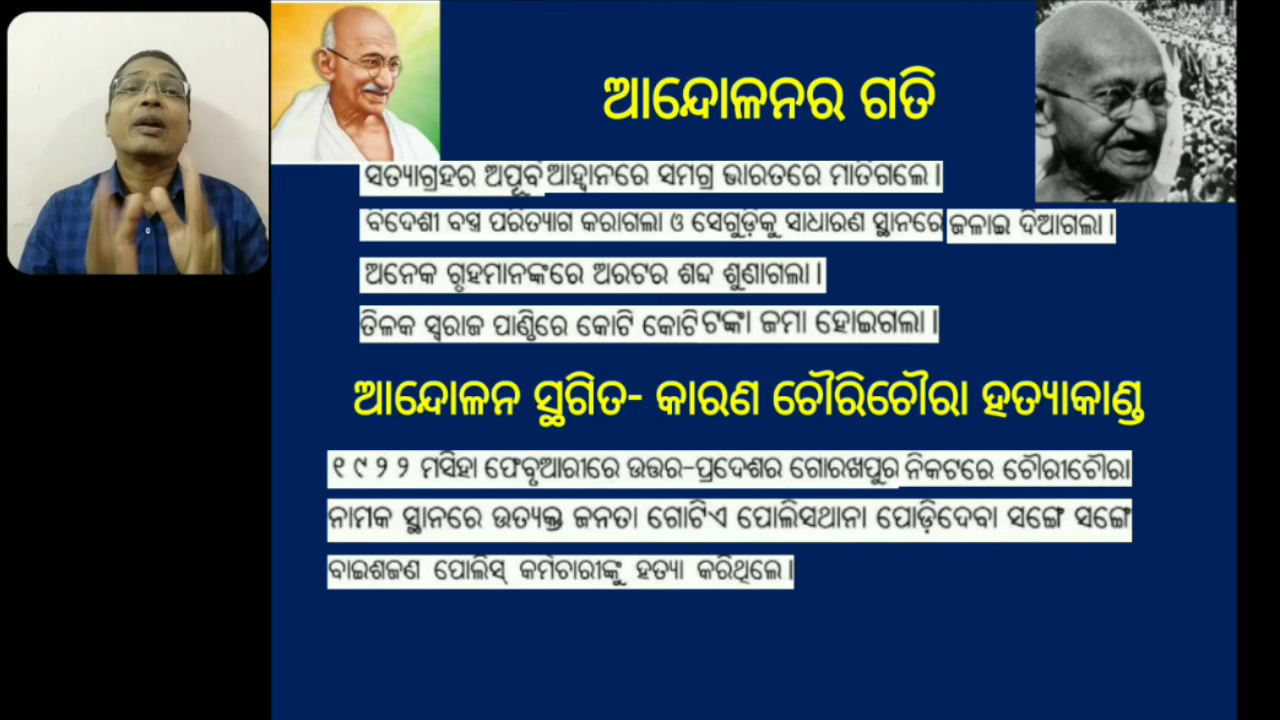 ଆନ୍ଦୋଳନର ଗତି
ସତ୍ୟାଗ୍ରହର ଅପୂର୍ବ ଆହ୍ୱାନରେ ସମଗ୍ର ଭାରତରେ ମାତିଗଲେ।
ବିଦେଶୀ ବସ୍ତ୍ର ପରିତ୍ୟାଗ କରାଗଲା ଓ ସେଗୁଡ଼ିକୁ ସାଧାରଣ ସ୍ଥାନରେ ଜଳାଇ ଦିଆଗଲା।
ଅନେକ ଗୃହମାନଙ୍କରେ ଅରଟର ଶବ୍ଦ ଶୁଣାଗଲା।
ତିଳକ ସ୍ୱରାଜ ପାଣ୍ଠିରେ କୋଟି କୋଟି ଟଙ୍କା ଜମା ହୋଇଗଲା।
ଆନ୍ଦୋଳନ ସ୍ଥଗିତ- କାରଣ ଚୌରିଚୌରା ହତ୍ୟାକାଣ୍ଡ
୧୯୨୨ ମସିହା ଫେବୃଆରୀରେ ଉତ୍ତର-ପ୍ରଦେଶର ଗୋରଖପୁର ନିକଟରେ ଚୌରୀଚୌରା
ନାମକ ସ୍ଥାନରେ ଉତ୍ୟକ୍ତ ଜନତା ଗୋଟିଏ ପୋଲିସଥାନା ପୋଡ଼ିଦେବା ସଙ୍ଗେ ସଙ୍ଗେ
ବାଇଶଜଣ ପୋଲିସ୍ କର୍ମଚାରୀଙ୍କୁ ହତ୍ୟା କରିଥିଲେ।